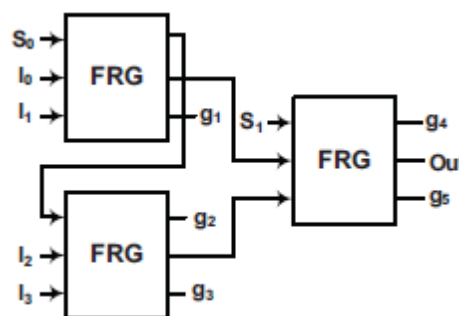 S₀
I₀
I₁
FRG
g₁
S₁
FRG
g₄
Ou
g₅
I₂
I₃
FRG
g₂
g₃